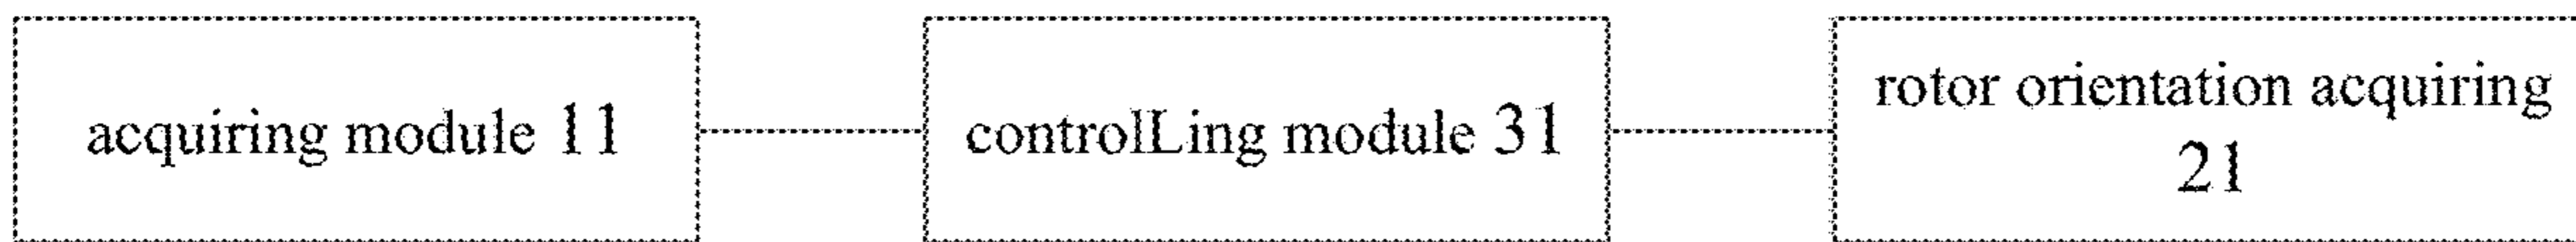 acquiring module 11
controlLing module 31
rotor orientation acquiring
21